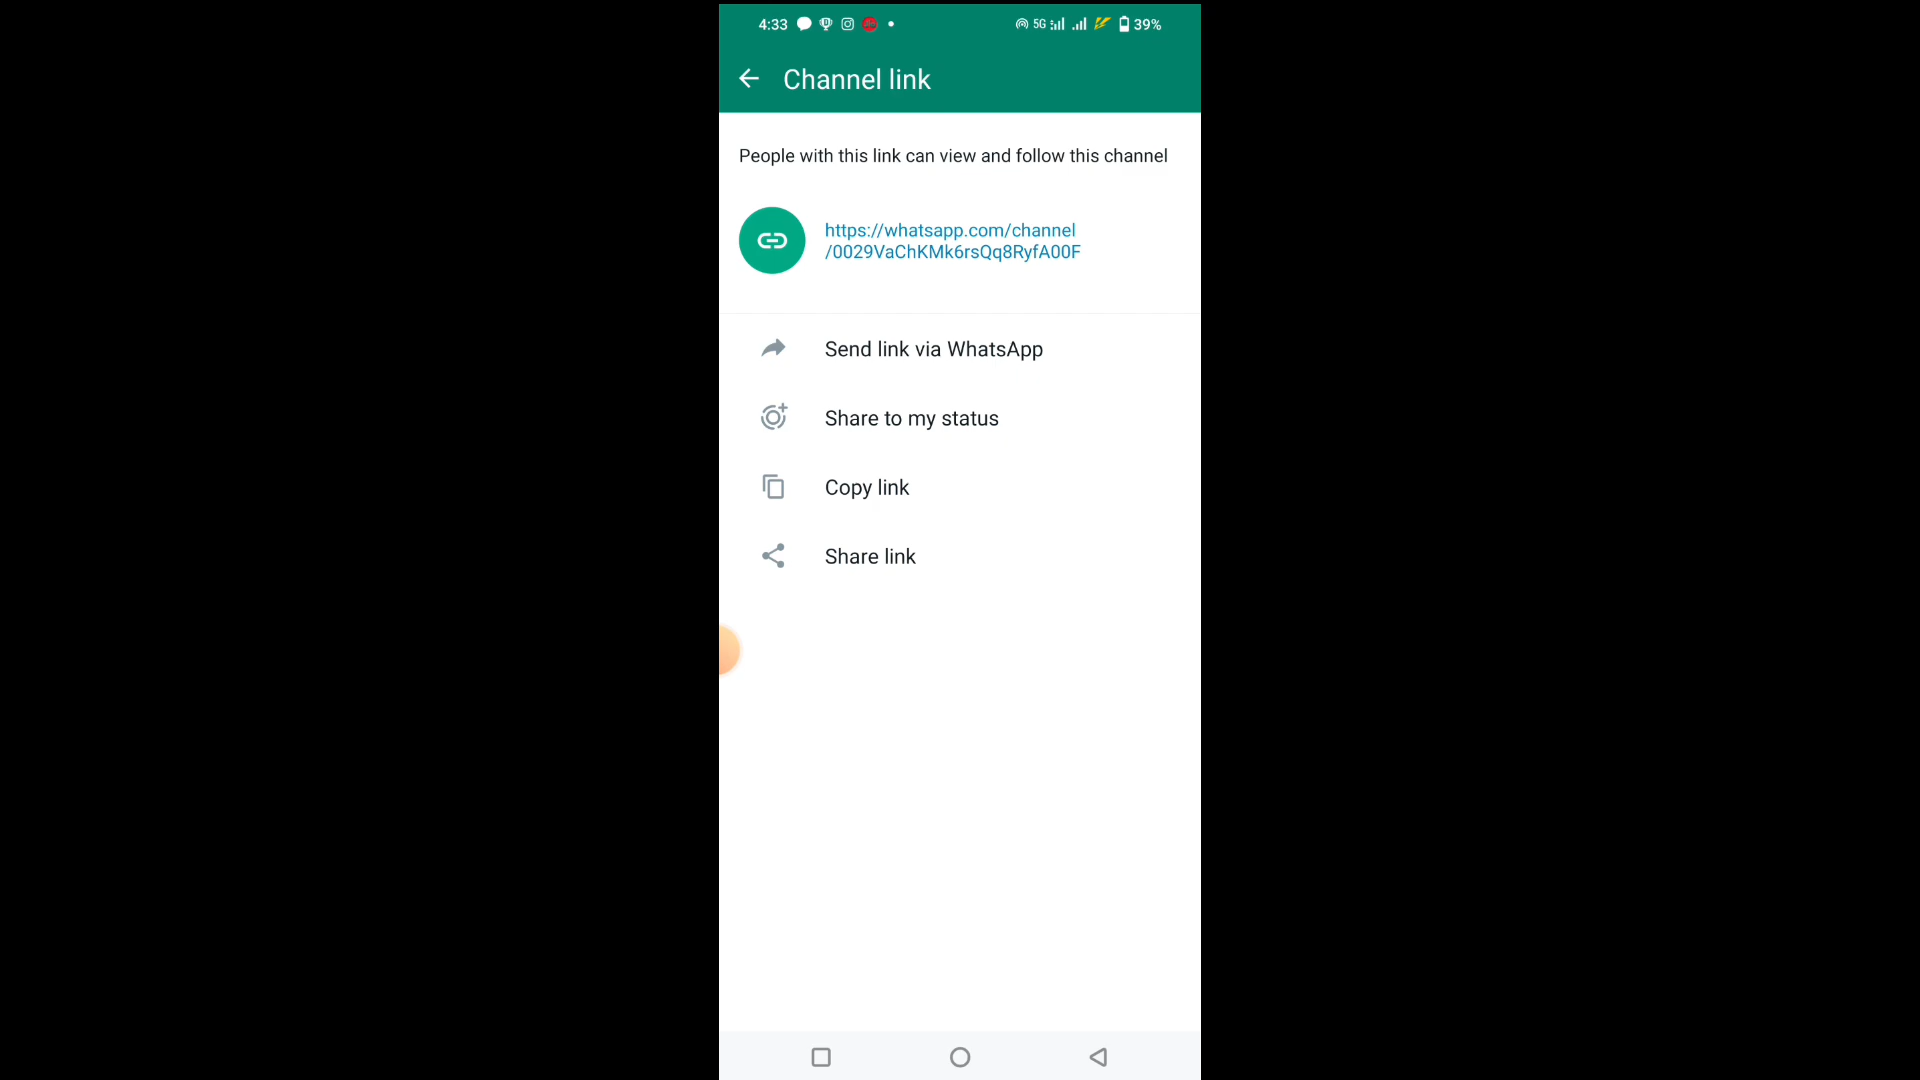 4:33 5G 39%
Channel link
People with this link can view and follow this channel
https://whatsapp.com/channel
/0029VaChKMk6rsQq8RyfA00F
Send link via WhatsApp
Share to my status
Copy link
Share link